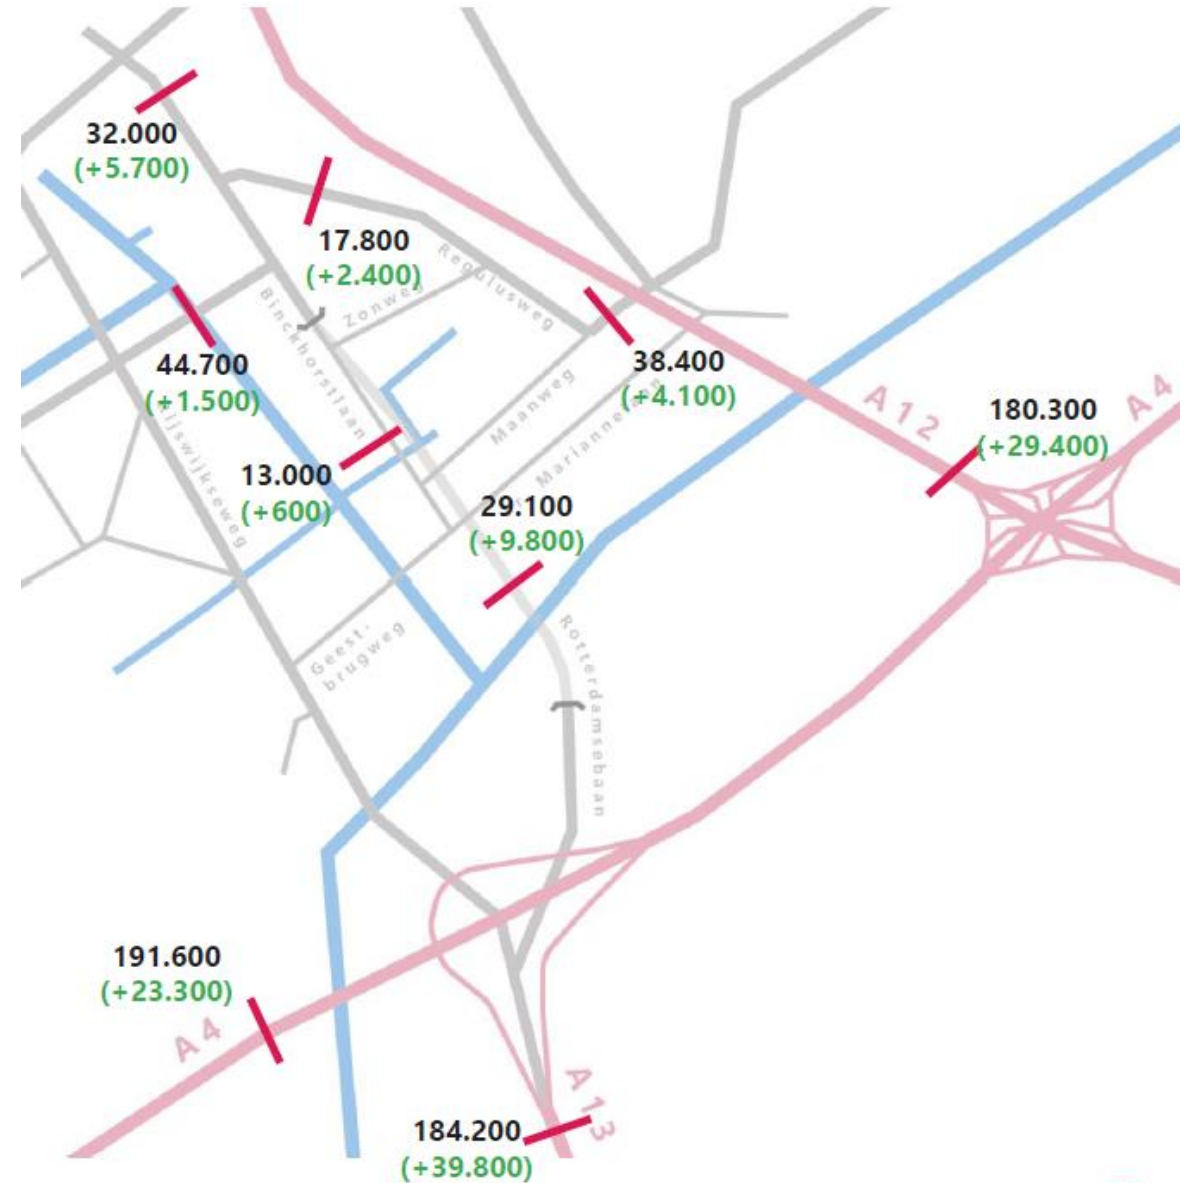 32.000
(+5.700)
17.800
(+2.400)
Regulusweg
Zonweg
Binckhorstlaan
44.700
(+1.500)
38.400
(+4.100)
Maanweg
A12
180.300
(+29.400)
A4
13.000
(+600)
29.100
(+9.800)
Geest-
brugweg
Rotterdamsebaan
191.600
(+23.300)
A4
184.200
(+39.800)
A13